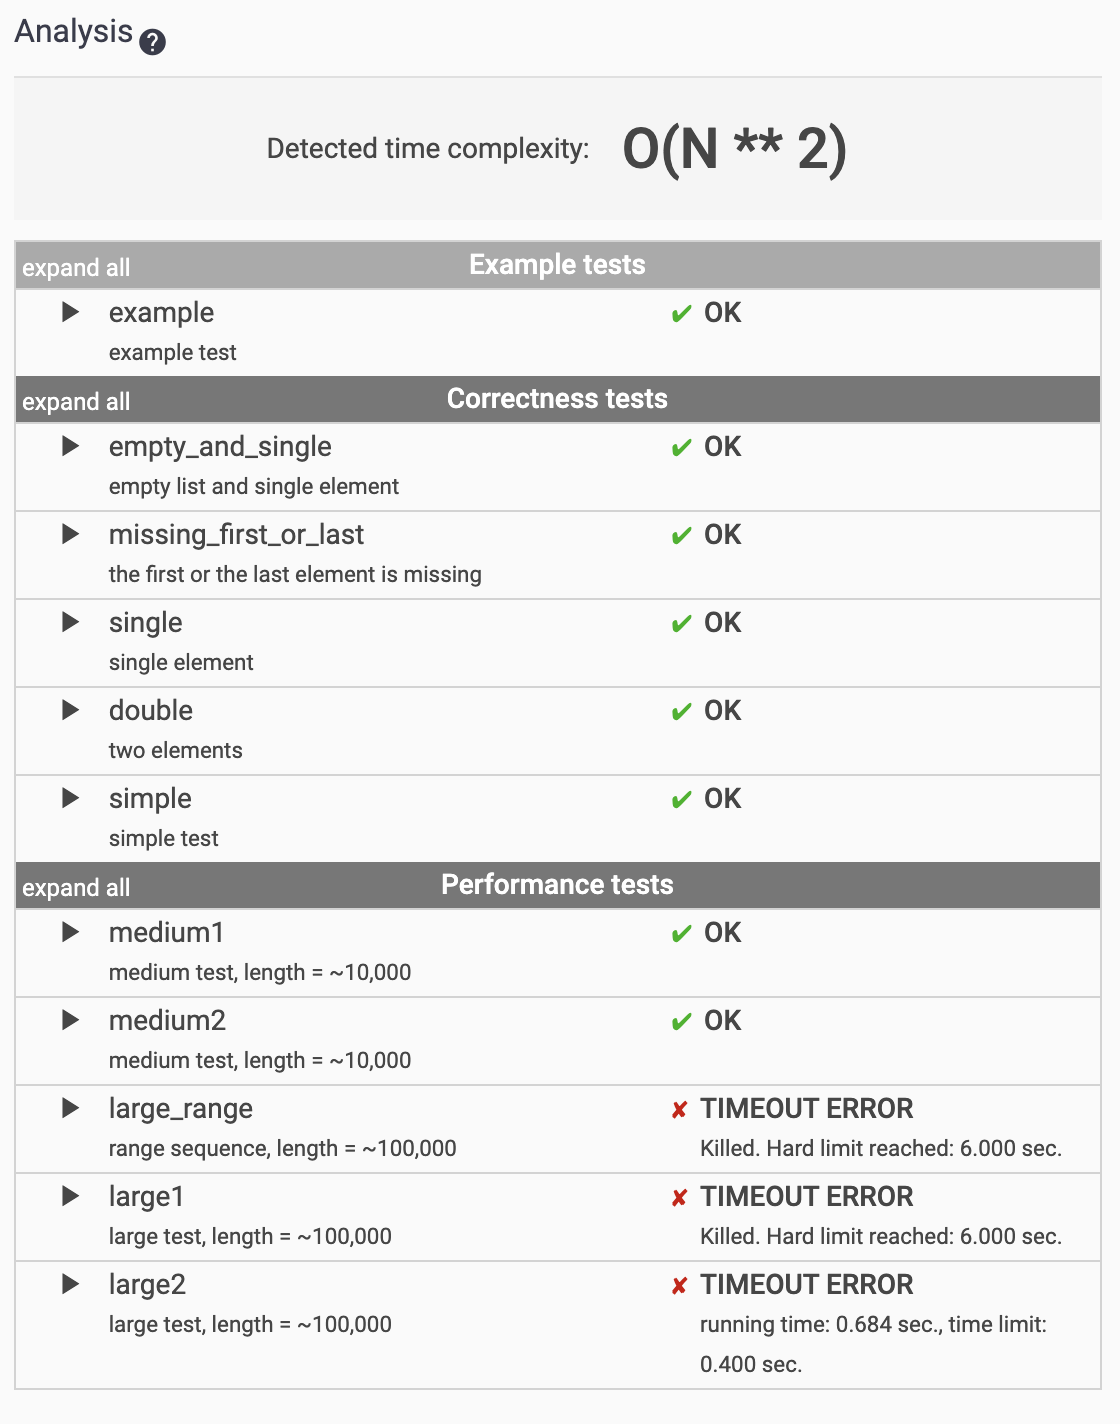 Analysis ?
Detected time complexity: O(N ** 2)
expand all Example tests
example ✔ OK
example test
expand all Correctness tests
empty_and_single ✔ OK
empty list and single element
missing_first_or_last ✔ OK
the first or the last element is missing
single ✔ OK
single element
double ✔ OK
two elements
simple ✔ OK
simple test
expand all Performance tests
medium1 ✔ OK
medium test, length = ~10,000
medium2 ✔ OK
medium test, length = ~10,000
large_range ✘ TIMEOUT ERROR
range sequence, length = ~100,000 Killed. Hard limit reached: 6.000 sec.
large1 ✘ TIMEOUT ERROR
large test, length = ~100,000 Killed. Hard limit reached: 6.000 sec.
large2 ✘ TIMEOUT ERROR
large test, length = ~100,000 running time: 0.684 sec., time limit:
0.400 sec.